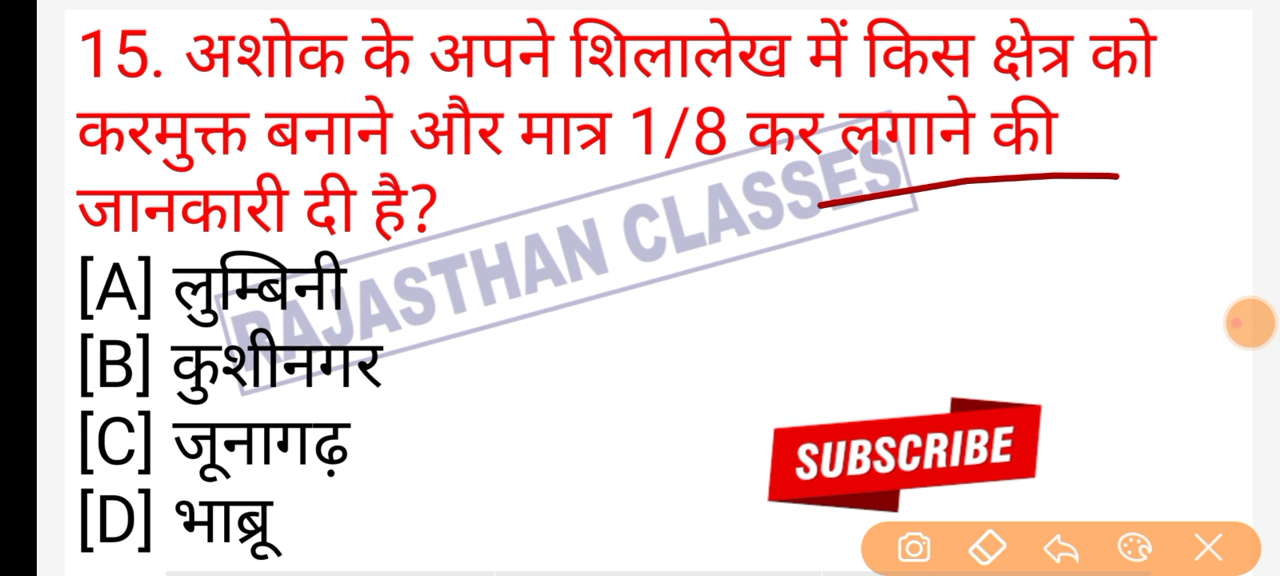 15. अशोक के अपने शिलालेख में किस क्षेत्र को
करमुक्त बनाने और मात्र 1/8 कर लगाने की
जानकारी दी है?
RAJASTHAN CLASSES
[A] लुम्बिनी
[B] कुशीनगर
[C] जूनागढ़
[D] भाब्रू
SUBSCRIBE